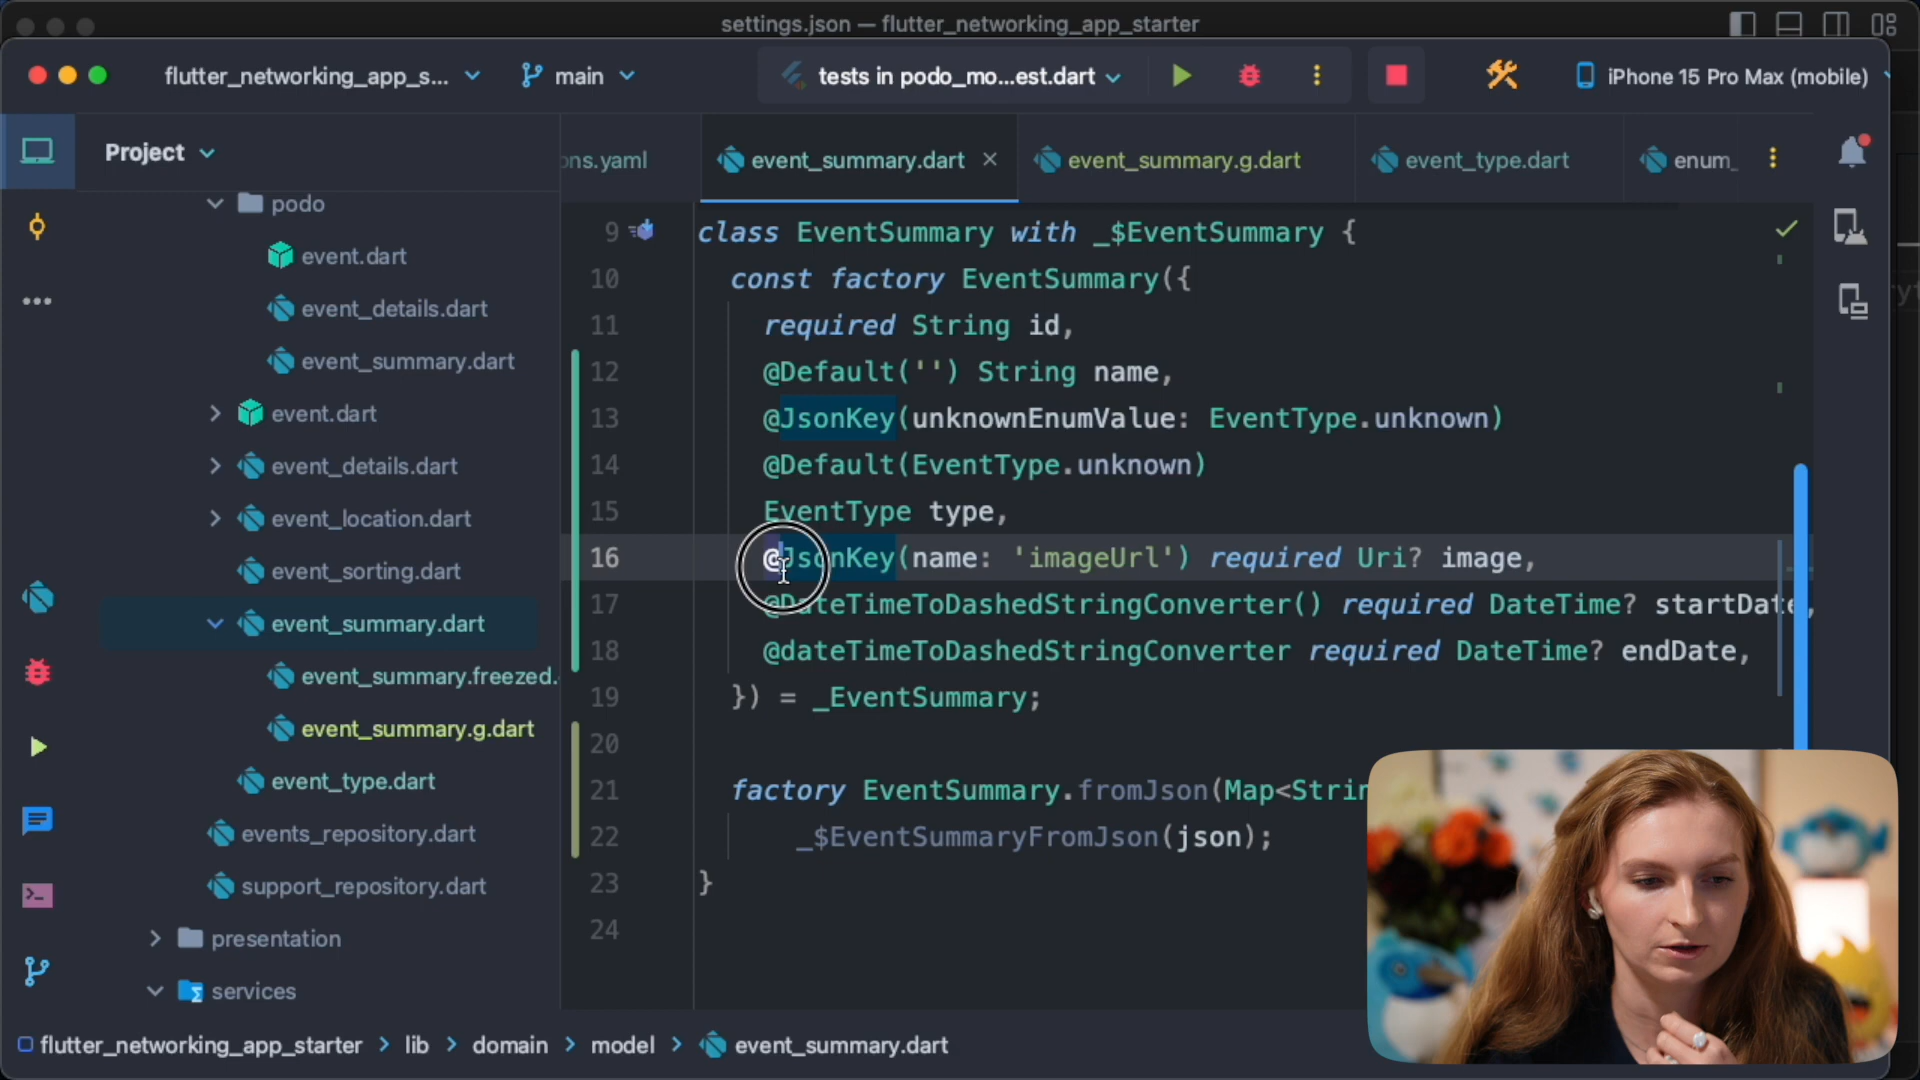 settings.json — flutter_networking_app_starter
flutter_networking_app_s...
main
tests in podo_mo...est.dart
iPhone 15 Pro Max (mobile)
Project
ons.yaml
event_summary.dart
event_summary.g.dart
event_type.dart
enum_
podo
event.dart
event_details.dart
event_summary.dart
event.dart
event_details.dart
event_location.dart
event_sorting.dart
event_summary.dart
event_summary.freezed.
event_summary.g.dart
event_type.dart
events_repository.dart
support_repository.dart
presentation
services
9 class EventSummary with _$EventSummary {
10 const factory EventSummary({
11 required String id,
12 @Default('') String name,
13 @JsonKey(unknownEnumValue: EventType.unknown)
14 @Default(EventType.unknown)
15 EventType type,
16 @JsonKey(name: 'imageUrl') required Uri? image,
17 @DateTimeToDashedStringConverter() required DateTime? startDate,
18 @dateTimeToDashedStringConverter required DateTime? endDate,
19 }) = _EventSummary;
20
21 factory EventSummary.fromJson(Map<Strin
22 _$EventSummaryFromJson(json);
23 }
24
flutter_networking_app_starter > lib > domain > model > event_summary.dart